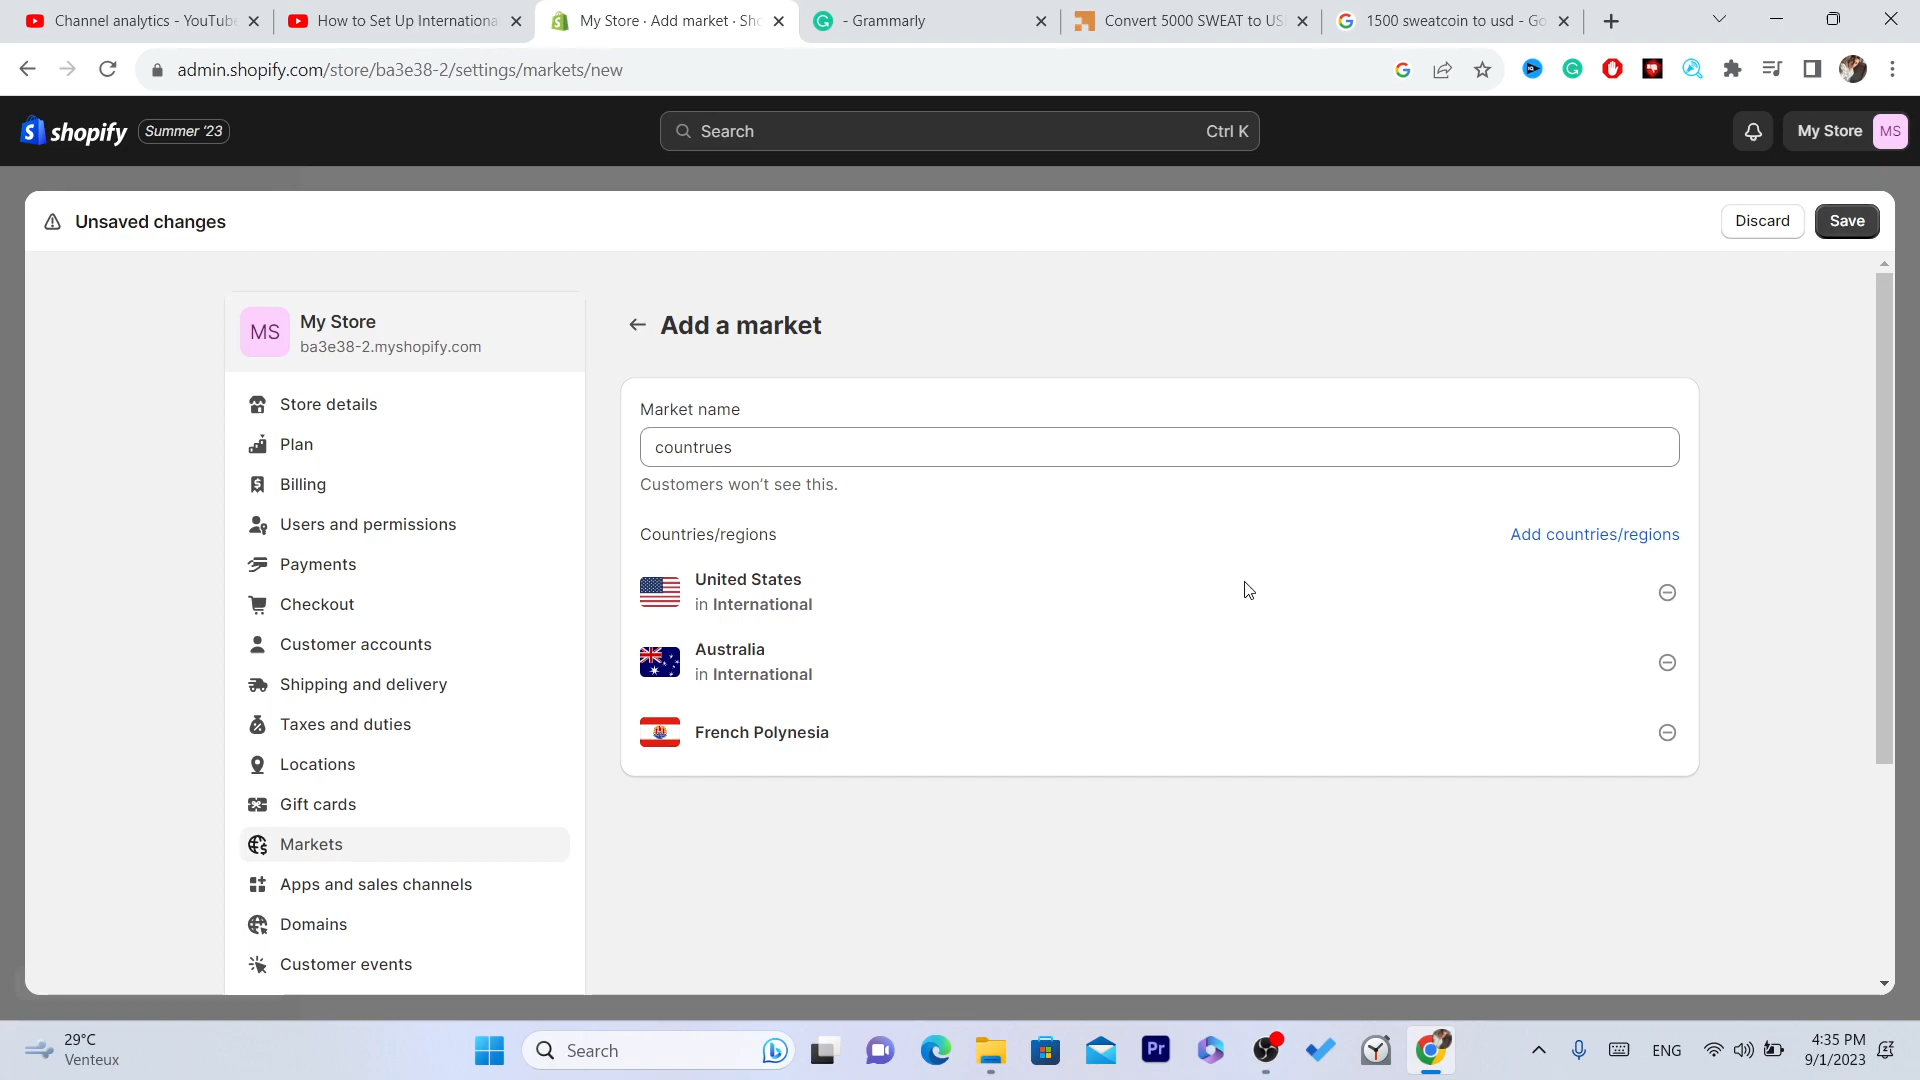 Channel analytics - YouTube
How to Set Up Internationa
My Store · Add market · Sho
- Grammarly
Convert 5000 SWEAT to US
1500 sweatcoin to usd - Go
admin.shopify.com/store/ba3e38-2/settings/markets/new
shopify
Summer '23
Search
Ctrl K
My Store
MS
Unsaved changes
Discard
Save
MS
My Store
ba3e38-2.myshopify.com
Store details
Plan
Billing
Users and permissions
Payments
Checkout
Customer accounts
Shipping and delivery
Taxes and duties
Locations
Gift cards
Markets
Apps and sales channels
Domains
Customer events
Add a market
Market name
countrues
Customers won't see this.
Countries/regions
Add countries/regions
United States
in International
Australia
in International
French Polynesia
29°C
Venteux
Search
Pr
ENG
4:35 PM
9/1/2023